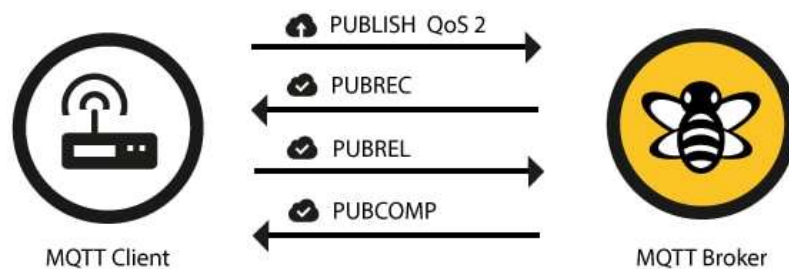 PUBLISH QoS 2
PUBREC
PUBREL
PUBCOMP
MQTT Client
MQTT Broker